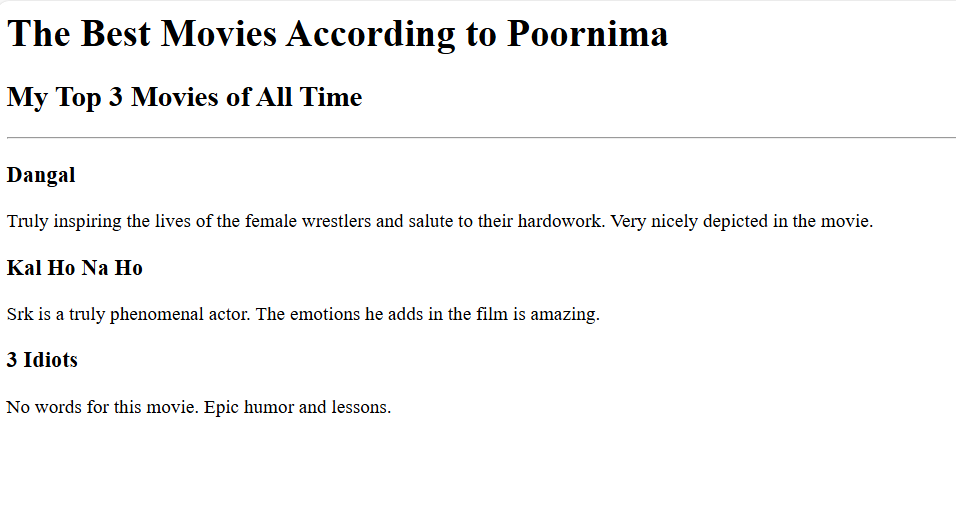 The Best Movies According to Poornima
My Top 3 Movies of All Time
Dangal
Truly inspiring the lives of the female wrestlers and salute to their hardowork. Very nicely depicted in the movie.
Kal Ho Na Ho
Srk is a truly phenomenal actor. The emotions he adds in the film is amazing.
3 Idiots
No words for this movie. Epic humor and lessons.